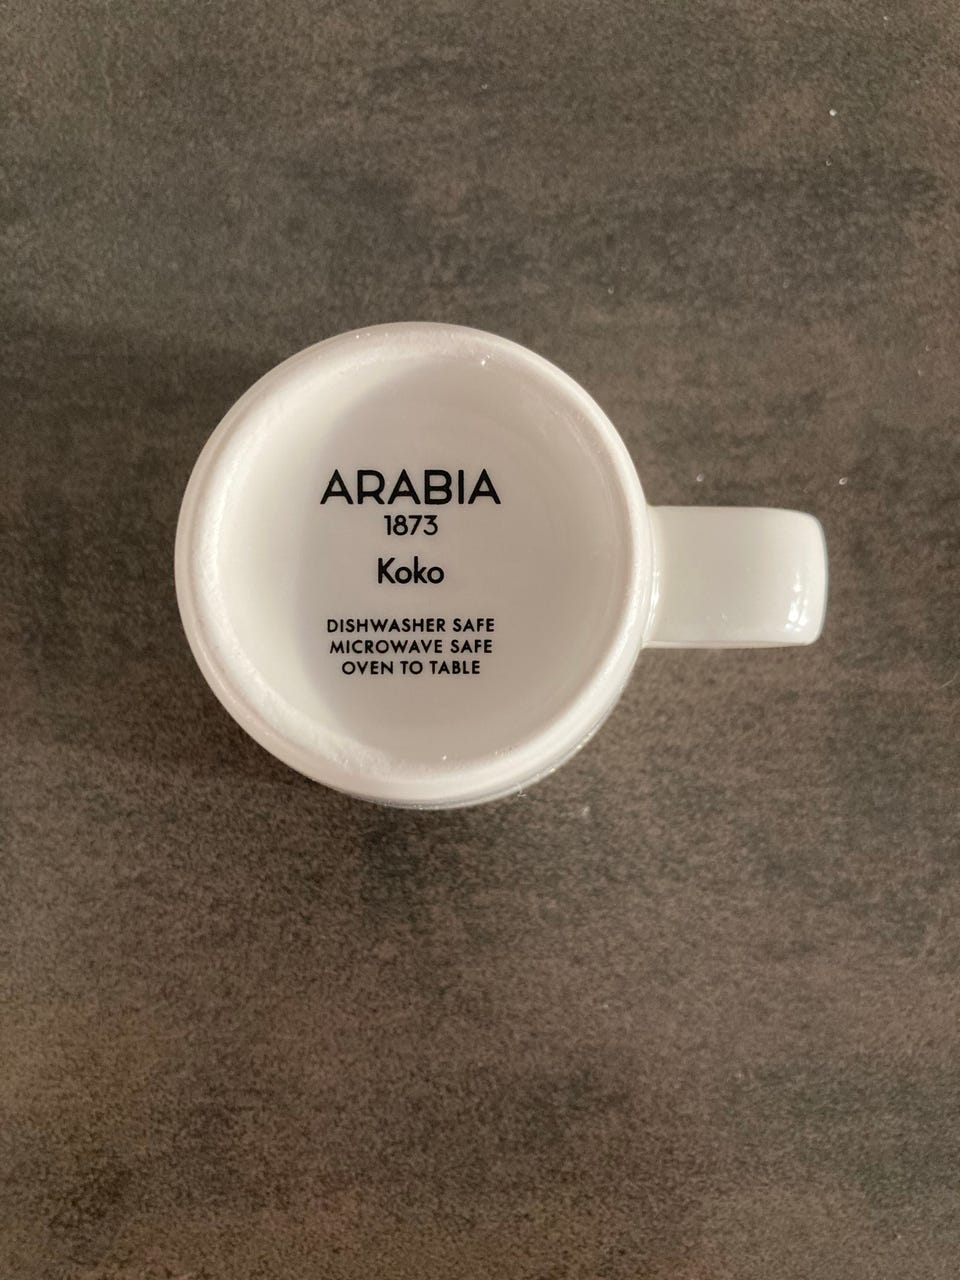 ARABIA
1873
Koko
DISHWASHER SAFE
MICROWAVE SAFE
OVEN TO TABLE